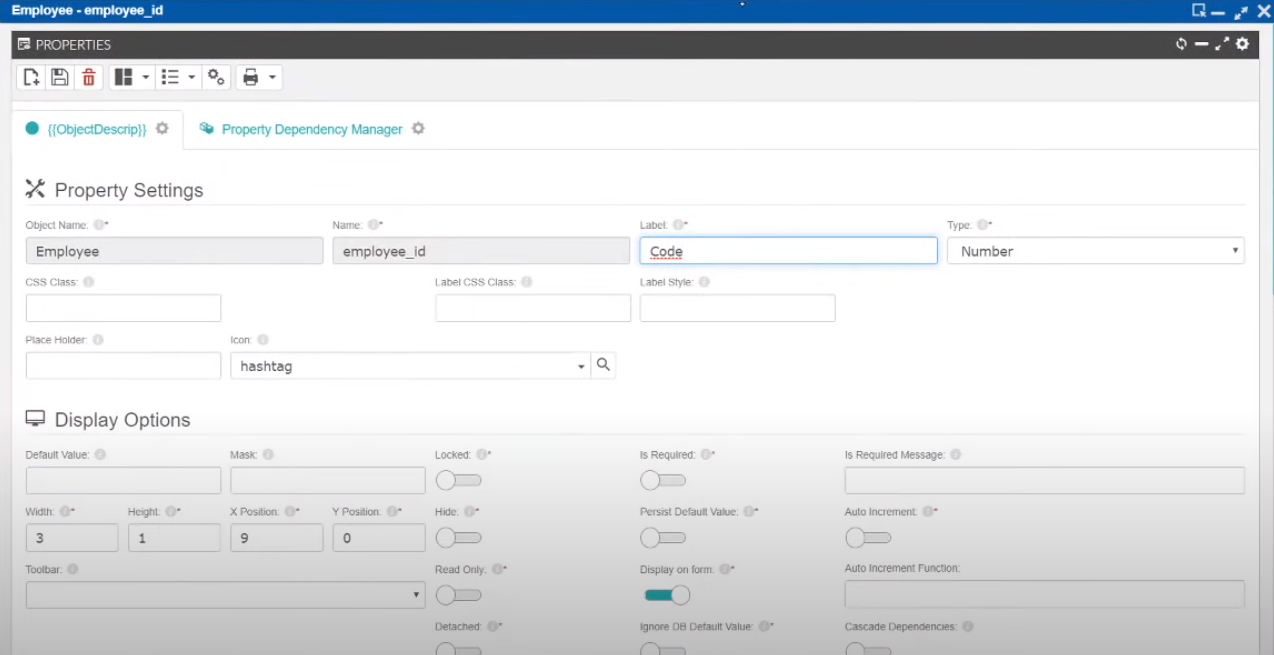 Employee - employee_id
PROPERTIES
{{ObjectDescrip}} Property Dependency Manager
Property Settings
Object Name: * Name: * Label: * Type: *
Employee employee_id Code Number
CSS Class: Label CSS Class: Label Style:
Place Holder: Icon:
hashtag
Display Options
Default Value: Mask: Locked: * Is Required: * Is Required Message:
Width: * Height: * X Position: * Y Position: * Hide: * Persist Default Value: * Auto Increment: *
3 1 9 0
Toolbar: Read Only: * Display on form: * Auto Increment Function:
Detached: * Ignore DB Default Value: * Cascade Dependencies: